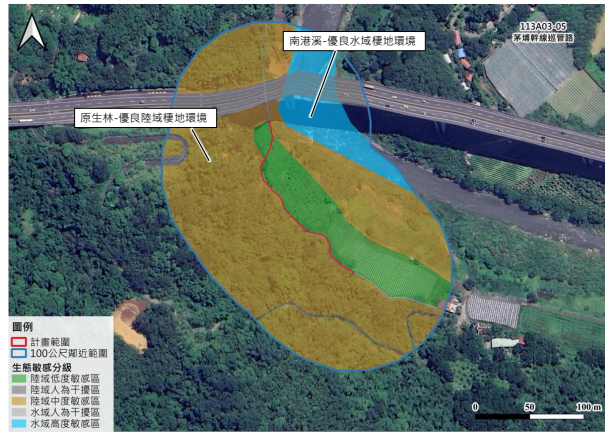 113A03-05
茅埔幹線巡管路
南港溪-優良水域棲地環境
原生林-優良陸域棲地環境
圖例
計畫範圍
100公尺鄰近範圍
生態敏感分級
陸域低度敏感區
陸域人為干擾區
陸域中度敏感區
水域人為干擾區
水域高度敏感區
0 50 100 m